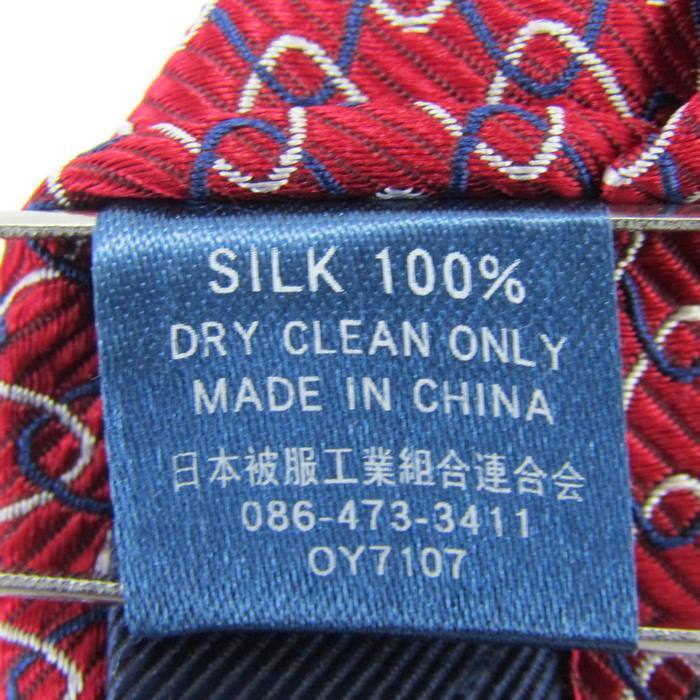 SILK 100%
DRY CLEAN ONLY
MADE IN CHINA
日本被服工業組合連合会
086-473-3411
OY7107